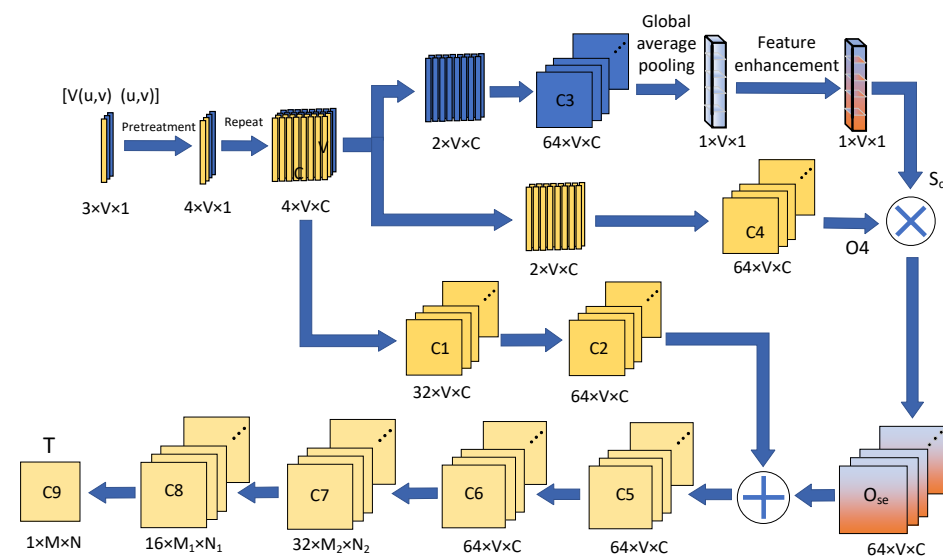 Global
average
pooling
Feature
enhancement
[V(u,v) (u,v)]
Pretreatment
Repeat
V
C
C3
3×V×1
4×V×1
4×V×C
2×V×C
64×V×C
1×V×1
1×V×1
C4
O4
2×V×C
64×V×C
C1
C2
32×V×C
64×V×C
T
C9
C8
C7
C6
C5
O_se
1×M×N
16×M₁×N₁
32×M₂×N₂
64×V×C
64×V×C
64×V×C